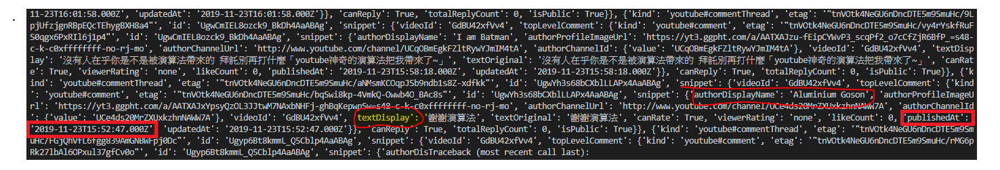 11-23T16:01:58.000Z', 'updatedAt': '2019-11-23T16:01:58.000Z'}}, 'canReply': True, 'totalReplyCount': 0, 'isPublic': True}}, {'kind': 'youtube#commentThread', 'etag': '"tnVOtk4NeGU6nDncDTE5m9SmuHc/9L
pjUfzjgnRBpEQcTEhygBXH8a4"', 'id': 'UgwCmIEL8ozck9_BkDh4AaABAg', 'snippet': {'videoId': 'GdBU42xfVv4', 'topLevelComment': {'kind': 'youtube#comment', 'etag': '"tnVOtk4NeGU6nDncDTE5m9SmuHc/vy4rYskfRuF
S0qgx6PxRIl6j1p4"', 'id': 'UgwCmIEL8ozck9_BkDh4AaABAg', 'snippet': {'authorDisplayName': 'I am Batman', 'authorProfileImageUrl': 'https://yt3.ggpht.com/a/AATXAJzu-fEipCYWvP3_scqPf2_o7cCfZjR6BfP_=s48-
c-k-c0xffffffff-no-rj-mo', 'authorChannelUrl': 'http://www.youtube.com/channel/UCqOBmEgkFZltRywYJmIM4tA', 'authorChannelId': {'value': 'UCqOBmEgkFZltRywYJmIM4tA'}, 'videoId': 'GdBU42xfVv4', 'textDisp
lay': '沒有人在乎你是不是被演算法帶來的 拜託別再打什麼「youtube神奇的演算法把我帶來了~」', 'textOriginal': '沒有人在乎你是不是被演算法帶來的 拜託別再打什麼「youtube神奇的演算法把我帶來了~」', 'canRat
e': True, 'viewerRating': 'none', 'likeCount': 0, 'publishedAt': '2019-11-23T15:58:18.000Z', 'updatedAt': '2019-11-23T15:58:18.000Z'}}, 'canReply': True, 'totalReplyCount': 0, 'isPublic': True}}, {'k
ind': 'youtube#commentThread', 'etag': '"tnVOtk4NeGU6nDncDTE5m9SmuHc/aNMsmKCOqpJSb9ndb1s8Z-xdfkk"', 'id': 'UgwYh3s68bCXblLLAPx4AaABAg', 'snippet': {'videoId': 'GdBU42xfVv4', 'topLevelComment': {'kind
': 'youtube#comment', 'etag': '"tnVOtk4NeGU6nDncDTE5m9SmuHc/bqSwi8kp-4VmkQ-Owwb4O_BAc8s"', 'id': 'UgwYh3s68bCXblLLAPx4AaABAg', 'snippet': {'authorDisplayName': 'Aluminium Goson', 'authorProfileImageU
rl': 'https://yt3.ggpht.com/a/AATXAJxYpsyQzOL3JJtwM7NAxbNHFj-ghBqKepwpSw=s48-c-k-c0xffffffff-no-rj-mo', 'authorChannelUrl': 'http://www.youtube.com/channel/UCe4ds20MrZXUxkzhnNAWW7A', 'authorChannelId
': {'value': 'UCe4ds20MrZXUxkzhnNAWW7A'}, 'videoId': 'GdBU42xfVv4', 'textDisplay': '謝謝演算法', 'textOriginal': '謝謝演算法', 'canRate': True, 'viewerRating': 'none', 'likeCount': 0, 'publishedAt':
'2019-11-23T15:52:47.000Z', 'updatedAt': '2019-11-23T15:52:47.000Z'}}, 'canReply': True, 'totalReplyCount': 0, 'isPublic': True}}, {'kind': 'youtube#commentThread', 'etag': '"tnVOtk4NeGU6nDncDTE5m9Sm
uHc/FGjQhVfL6fgg839AmGNBWFpj0Dc"', 'id': 'Ugyp6Bt8kmmL_Q5Cblp4AaABAg', 'snippet': {'videoId': 'GdBU42xfVv4', 'topLevelComment': {'kind': 'youtube#comment', 'etag': '"tnVOtk4NeGU6nDncDTE5m9SmuHc/rMG6p
Rk27lbAl6OPxul37gfCv0o"', 'id': 'Ugyp6Bt8kmmL_Q5Cblp4AaABAg', 'snippet': {'authorDisTraceback (most recent call last):